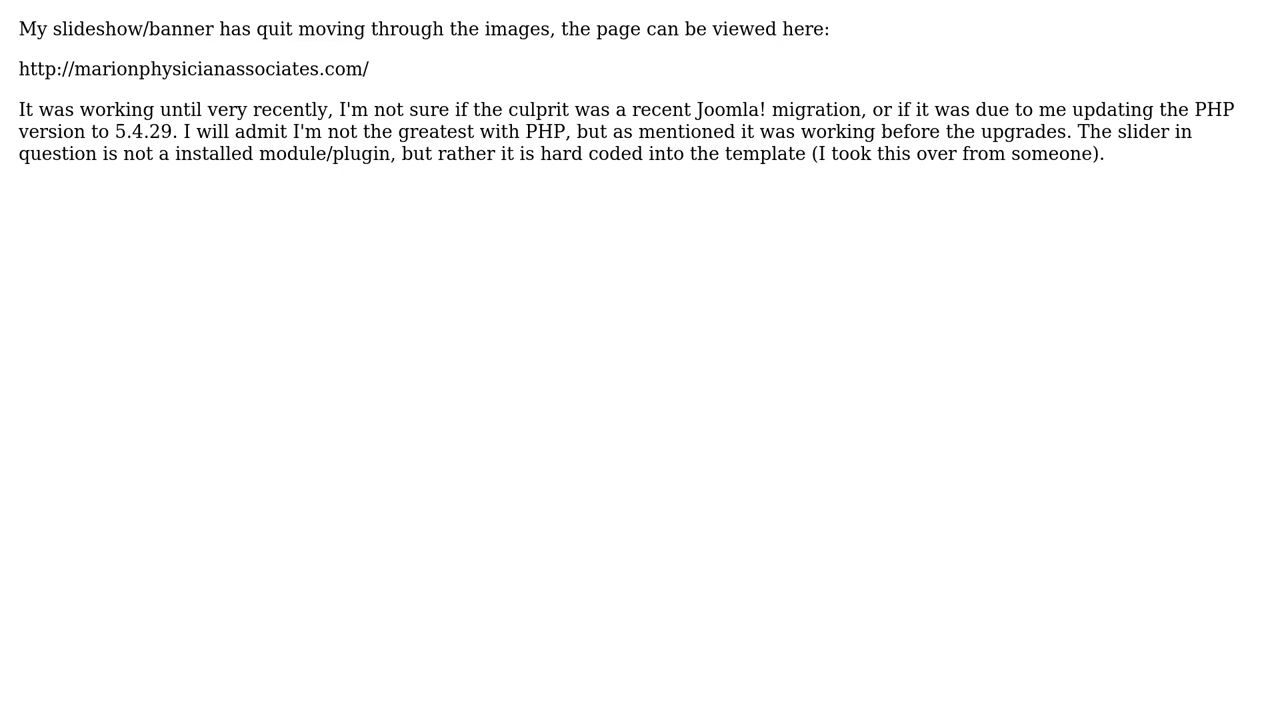 My slideshow/banner has quit moving through the images, the page can be viewed here:
http://marionphysicianassociates.com/
It was working until very recently, I'm not sure if the culprit was a recent Joomla! migration, or if it was due to me updating the PHP
version to 5.4.29. I will admit I'm not the greatest with PHP, but as mentioned it was working before the upgrades. The slider in
question is not a installed module/plugin, but rather it is hard coded into the template (I took this over from someone).